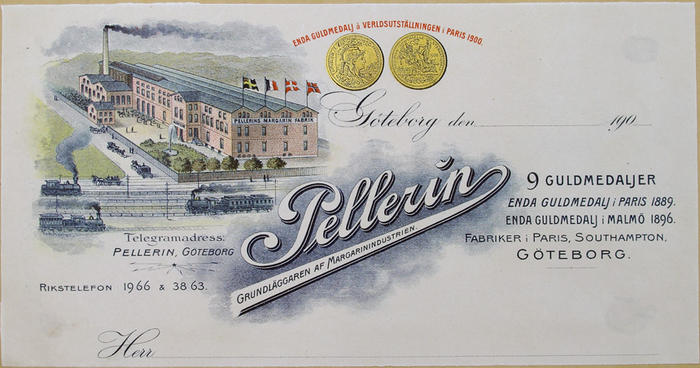 ENDA GULDMEDALJ à VERLDSUTSTÄLLNINGEN i PARIS 1900.
PELLERINS MARGARIN FABRIK
Göteborg den 190
Pellerin
GRUNDLÄGGAREN AF MARGARININDUSTRIEN.
9 GULDMEDALJER
ENDA GULDMEDALJ i PARIS 1889.
ENDA GULDMEDALJ i MALMÖ 1896.
FABRIKER i PARIS, SOUTHAMPTON,
GÖTEBORG.
Telegramadress:
PELLERIN, GÖTEBORG
RIKSTELEFON 1966 & 3863.
Herr